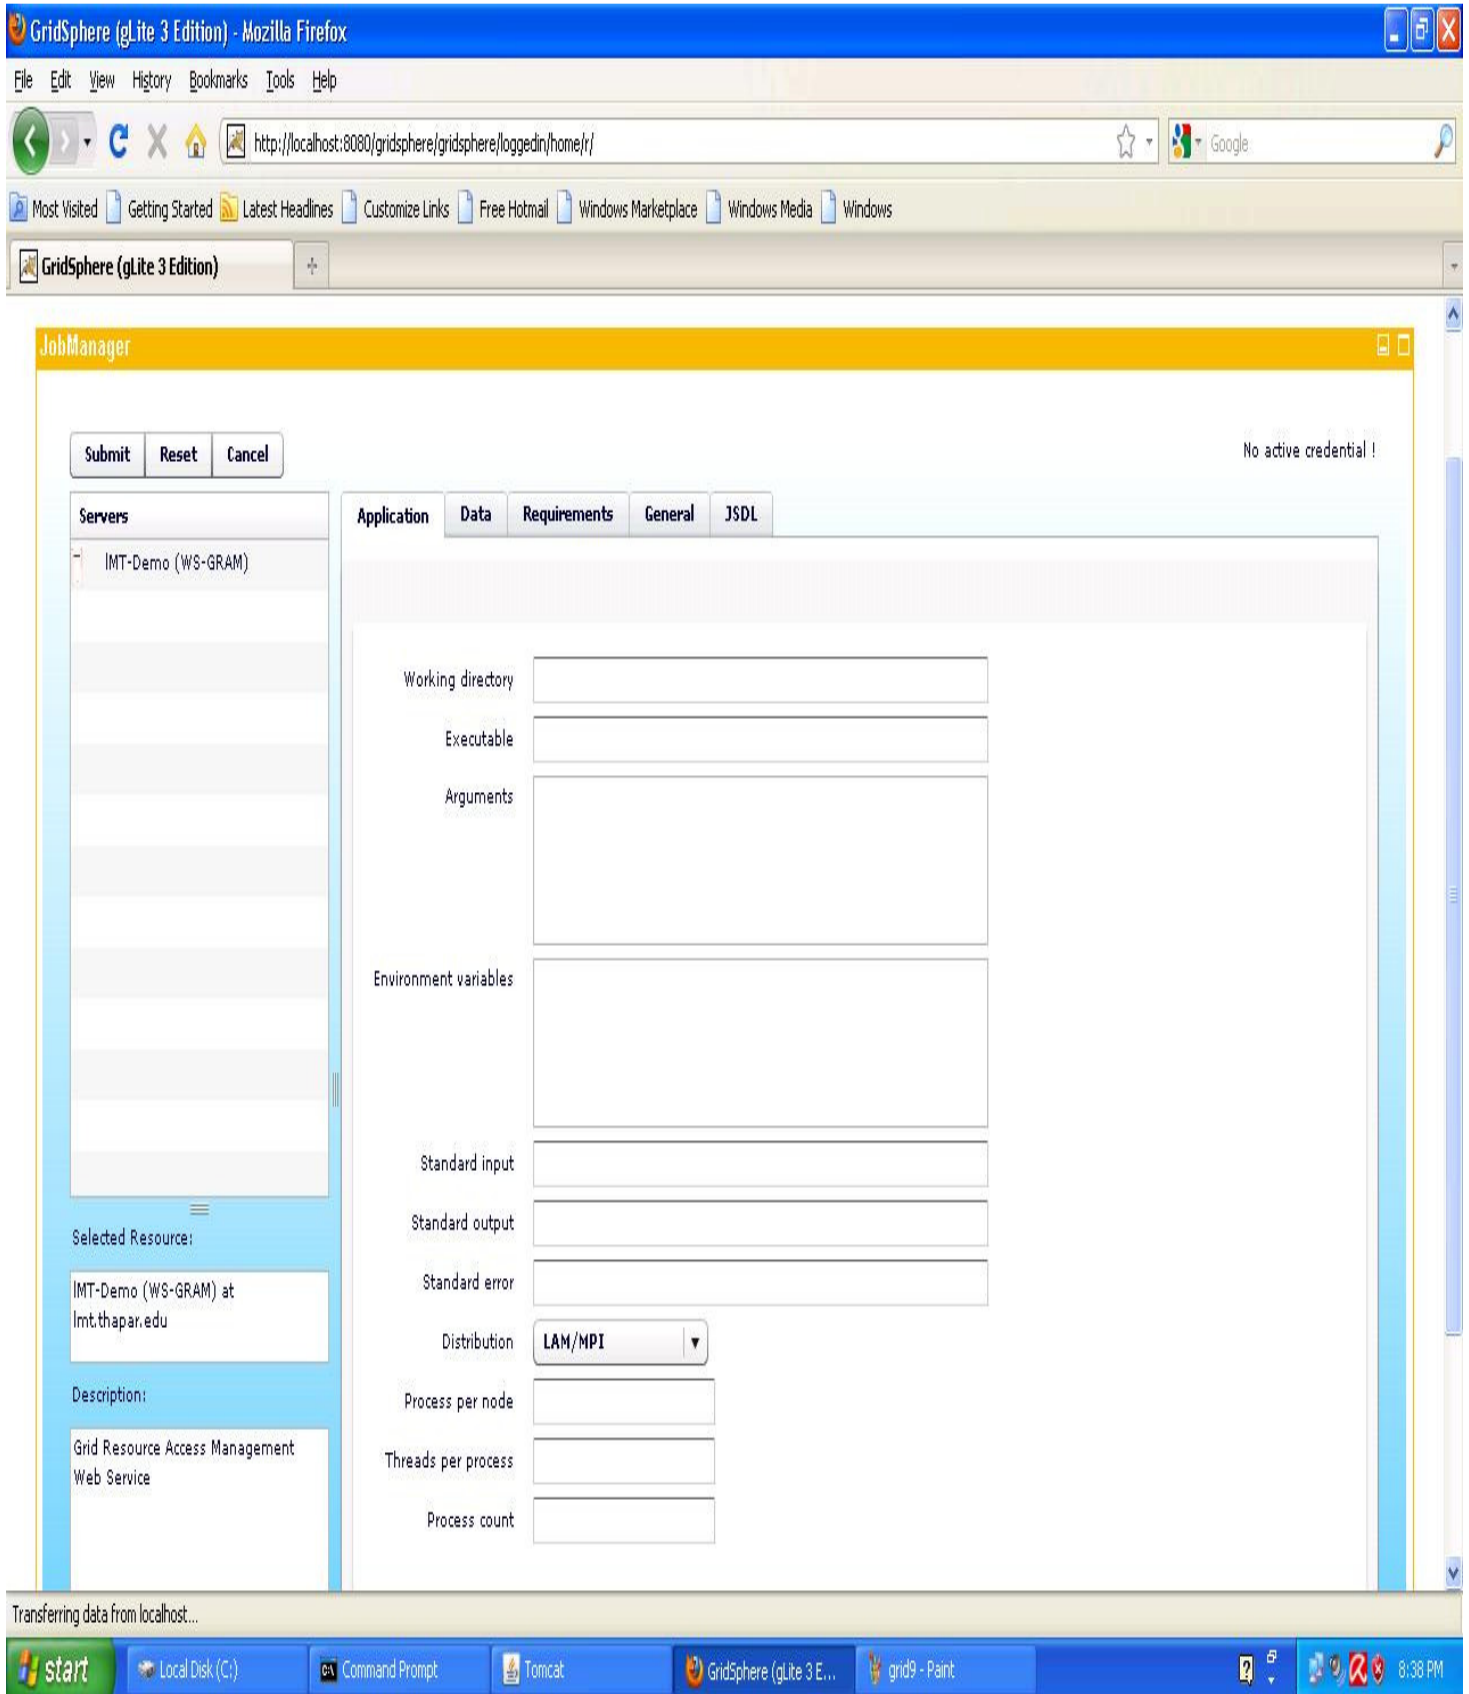 GridSphere (gLite 3 Edition) - Mozilla Firefox
File Edit View History Bookmarks Tools Help
http://localhost:8080/gridsphere/gridsphere/loggedin/home/r/
Google
Most Visited Getting Started Latest Headlines Customize Links Free Hotmail Windows Marketplace Windows Media Windows
GridSphere (gLite 3 Edition)
JobManager
Submit Reset Cancel
No active credential !
Servers
lMT-Demo (WS-GRAM)
Application Data Requirements General JSDL
Working directory
Executable
Arguments
Environment variables
Standard input
Standard output
Standard error
Distribution LAM/MPI
Process per node
Threads per process
Process count
Selected Resource:
lMT-Demo (WS-GRAM) at
lmt.thapar.edu
Description:
Grid Resource Access Management
Web Service
Transferring data from localhost...
start Local Disk (C:) Command Prompt Tomcat GridSphere (gLite 3 E... grid9 - Paint 8:38 PM